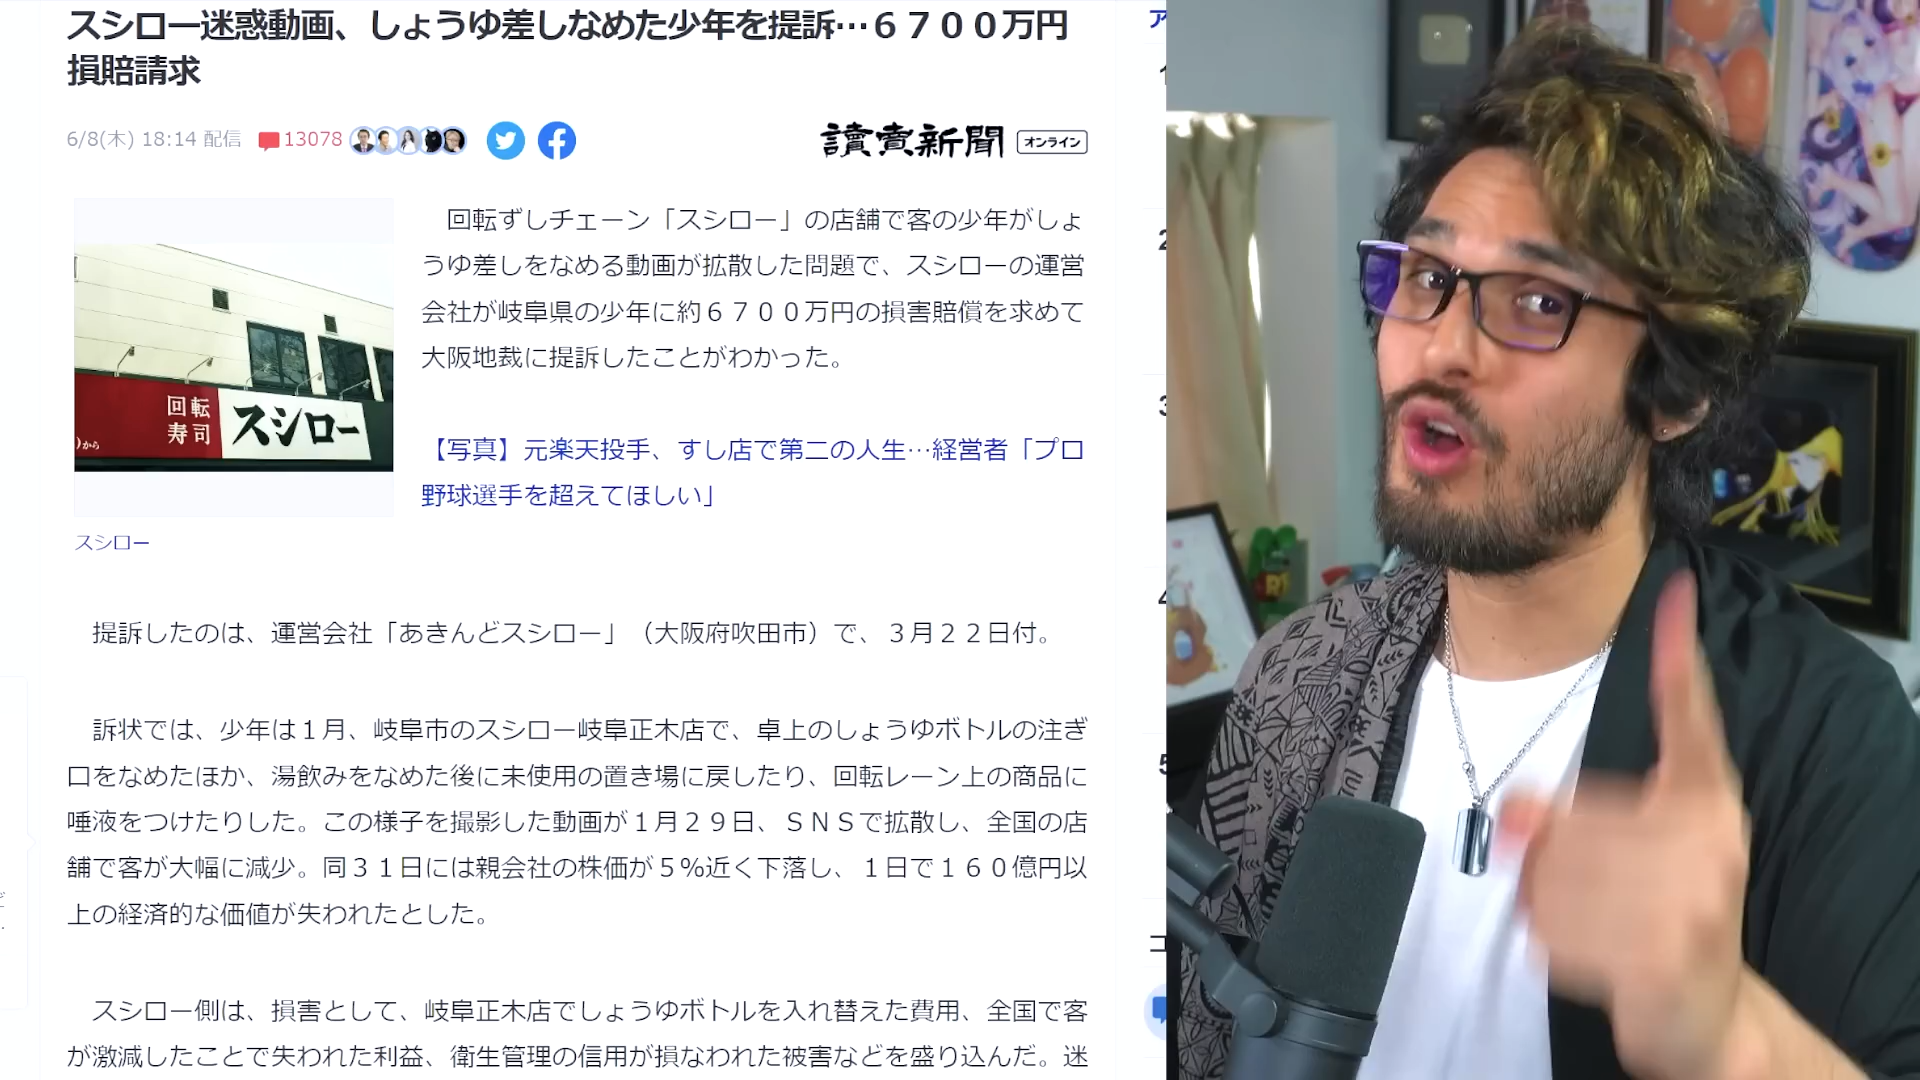 スシロー迷惑動画、しょうゆ差しなめた少年を提訴…６７００万円
損賠請求
6/8(木) 18:14 配信
13078
讀賣新聞
オンライン
回転ずしチェーン「スシロー」の店舗で客の少年がしょ
うゆ差しをなめる動画が拡散した問題で、スシローの運営
会社が岐阜県の少年に約６７００万円の損害賠償を求めて
大阪地裁に提訴したことがわかった。
【写真】元楽天投手、すし店で第二の人生…経営者「プロ
野球選手を超えてほしい」
回転
寿司
スシロー
から
スシロー
提訴したのは、運営会社「あきんどスシロー」（大阪府吹田市）で、３月２２日付。
訴状では、少年は１月、岐阜市のスシロー岐阜正木店で、卓上のしょうゆボトルの注ぎ
口をなめたほか、湯飲みをなめた後に未使用の置き場に戻したり、回転レーン上の商品に
唾液をつけたりした。この様子を撮影した動画が１月２９日、ＳＮＳで拡散し、全国の店
舗で客が大幅に減少。同３１日には親会社の株価が５％近く下落し、１日で１６０億円以
上の経済的な価値が失われたとした。
スシロー側は、損害として、岐阜正木店でしょうゆボトルを入れ替えた費用、全国で客
が激減したことで失われた利益、衛生管理の信用が損なわれた被害などを盛り込んだ。迷